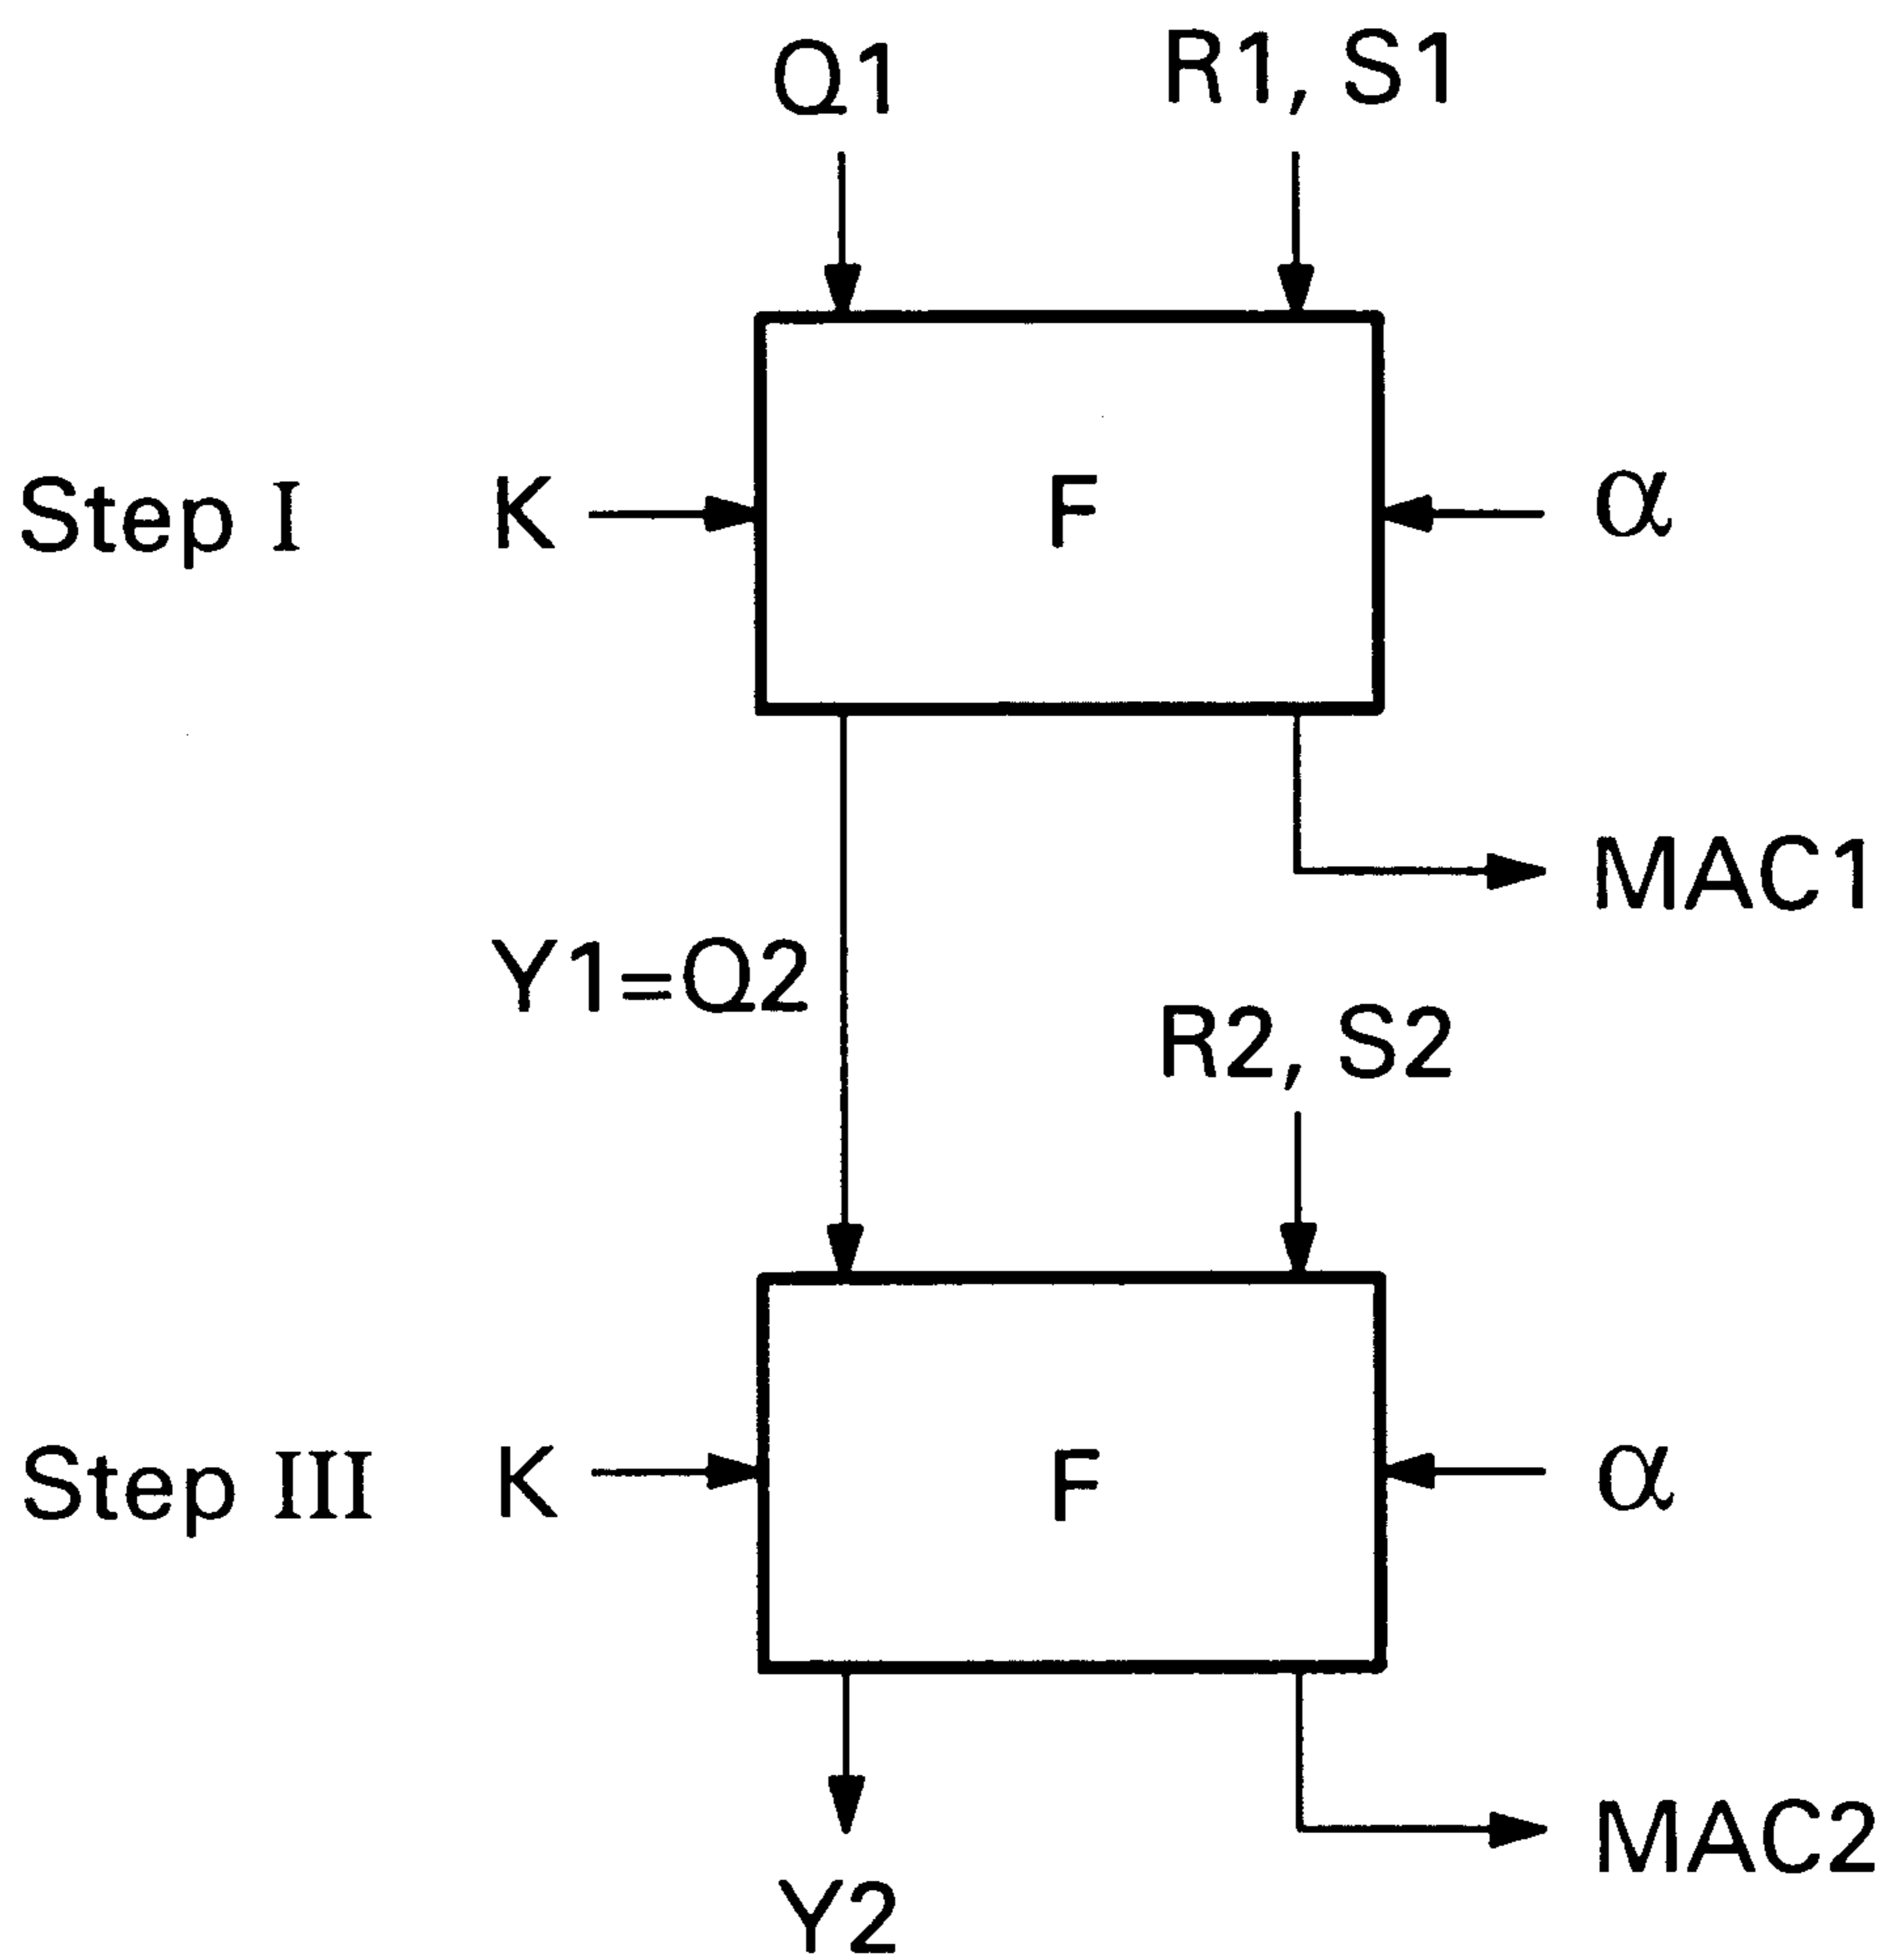 Q1
R1, S1
Step I
K
F
α
MAC1
Y1=Q2
R2, S2
Step III
K
F
α
MAC2
Y2